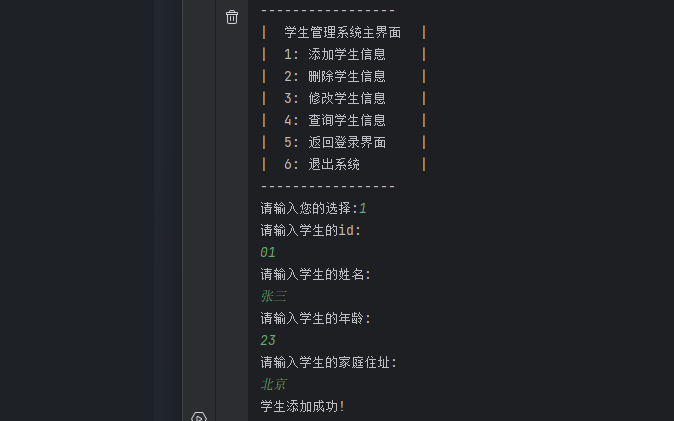 -----------------
|  学生管理系统主界面  |
|  1: 添加学生信息    |
|  2: 删除学生信息    |
|  3: 修改学生信息    |
|  4: 查询学生信息    |
|  5: 返回登录界面    |
|  6: 退出系统       |
-----------------
请输入您的选择:1
请输入学生的id:
01
请输入学生的姓名:
张三
请输入学生的年龄:
23
请输入学生的家庭住址:
北京
学生添加成功!